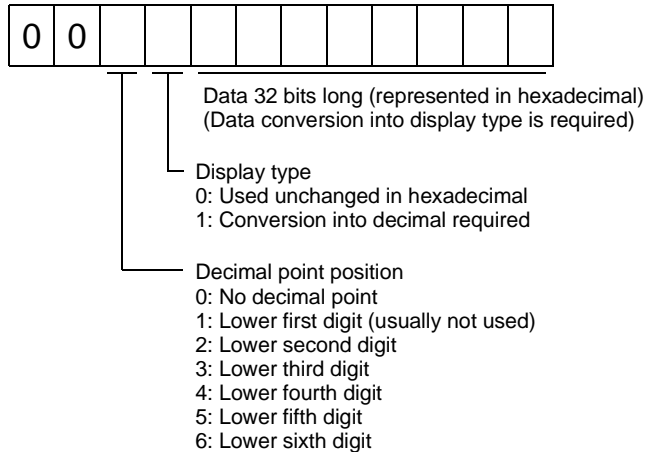 0 0
Data 32 bits long (represented in hexadecimal)
(Data conversion into display type is required)
Display type
0: Used unchanged in hexadecimal
1: Conversion into decimal required
Decimal point position
0: No decimal point
1: Lower first digit (usually not used)
2: Lower second digit
3: Lower third digit
4: Lower fourth digit
5: Lower fifth digit
6: Lower sixth digit